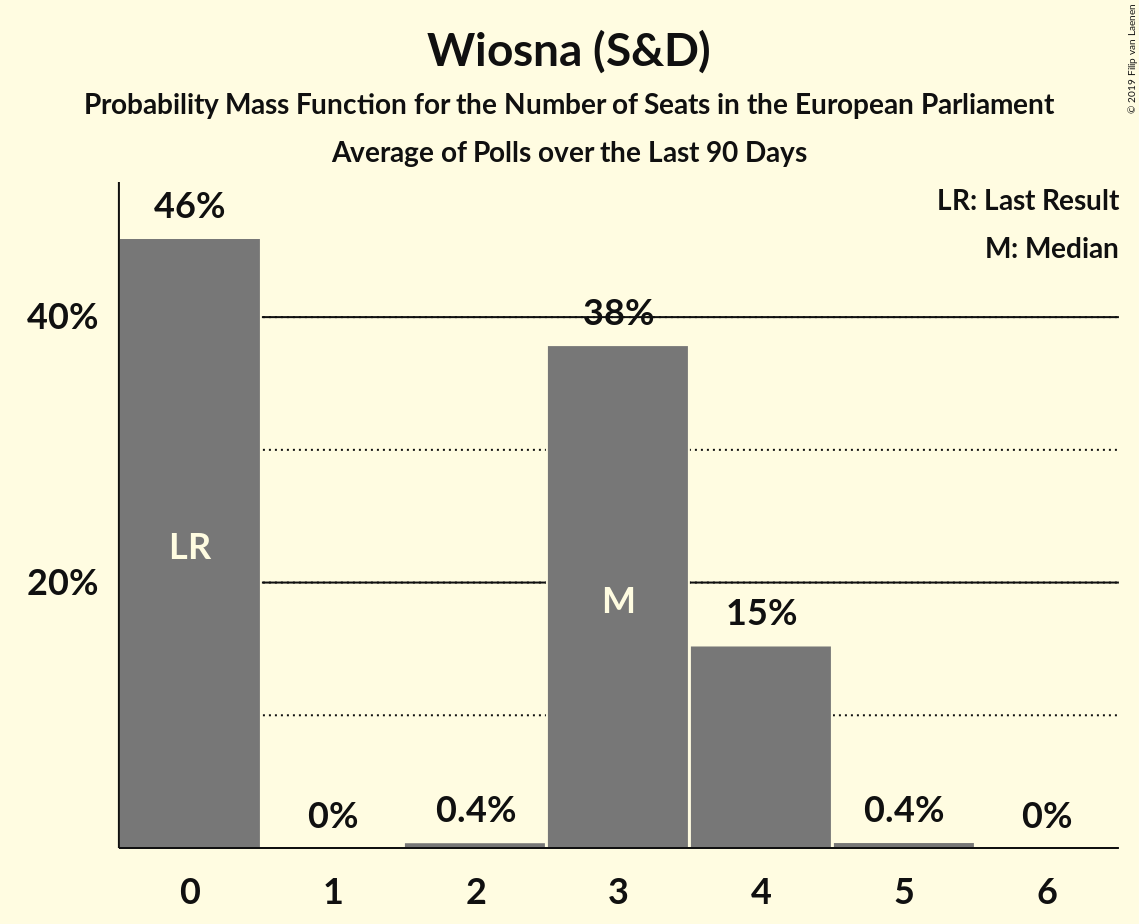 Wiosna (S&D)
Probability Mass Function for the Number of Seats in the European Parliament
Average of Polls over the Last 90 Days
© 2019 Filip van Laenen
LR: Last Result
M: Median
46%
40%
38%
LR
20%
M
15%
0%
0.4%
0.4%
0%
0 1 2 3 4 5 6